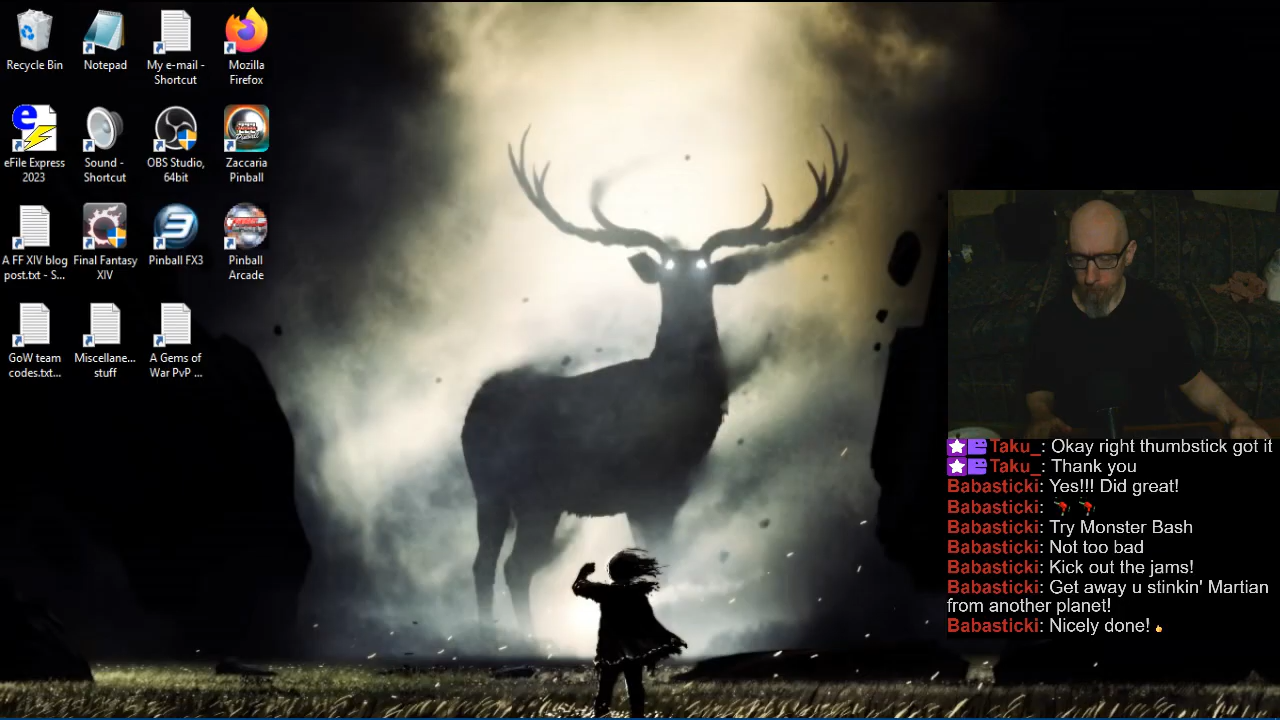 Recycle Bin
Notepad
My e-mail -
Shortcut
Mozilla
Firefox
eFile Express
2023
Sound -
Shortcut
OBS Studio,
64bit
Zaccaria
Pinball
A FF XIV blog
post.txt - S...
Final Fantasy
XIV
Pinball FX3
Pinball
Arcade
GoW team
codes.txt...
Miscellane...
stuff
A Gems of
War PvP ...
Taku_: Okay right thumbstick got it
Taku_: Thank you
Babasticki: Yes!!! Did great!
Babasticki:
Babasticki: Try Monster Bash
Babasticki: Not too bad
Babasticki: Kick out the jams!
Babasticki: Get away u stinkin' Martian
from another planet!
Babasticki: Nicely done!